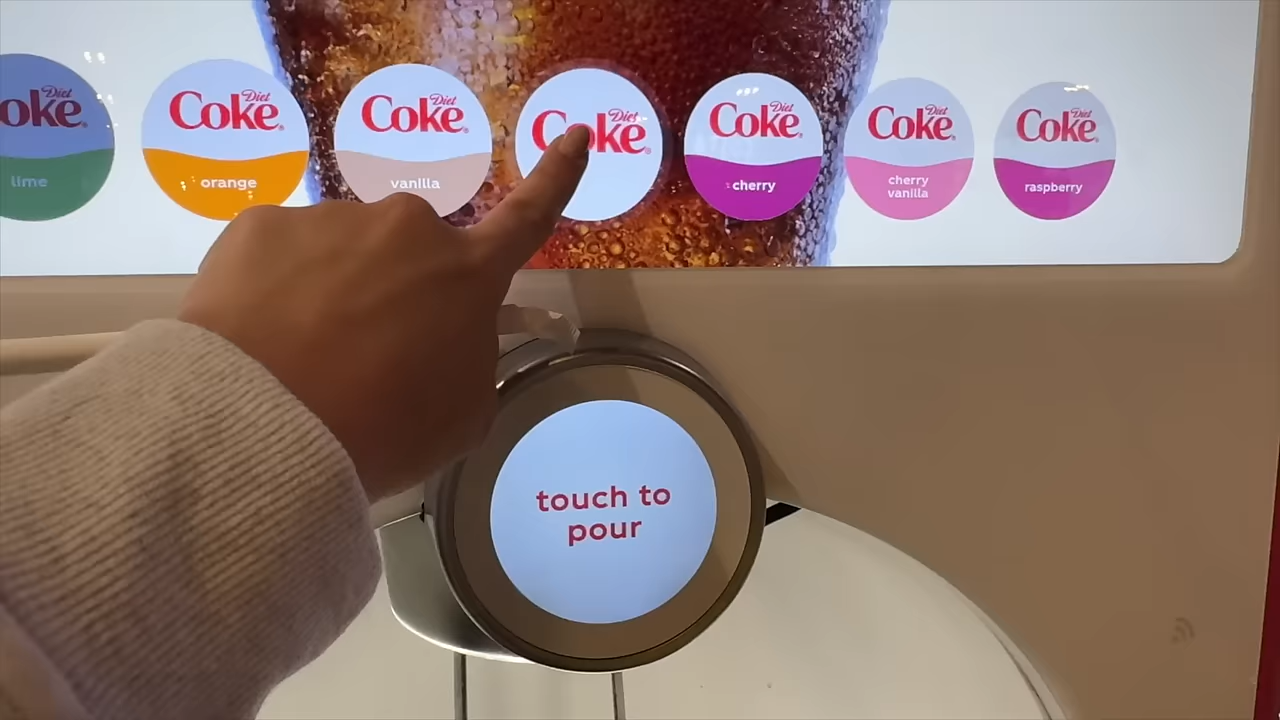 oke Diet
lime
Coke Diet
orange
Coke Diet
vanilla
Coke Diet
Coke Diet
cherry
Coke Diet
cherry
vanilla
Coke Diet
raspberry
touch to
pour